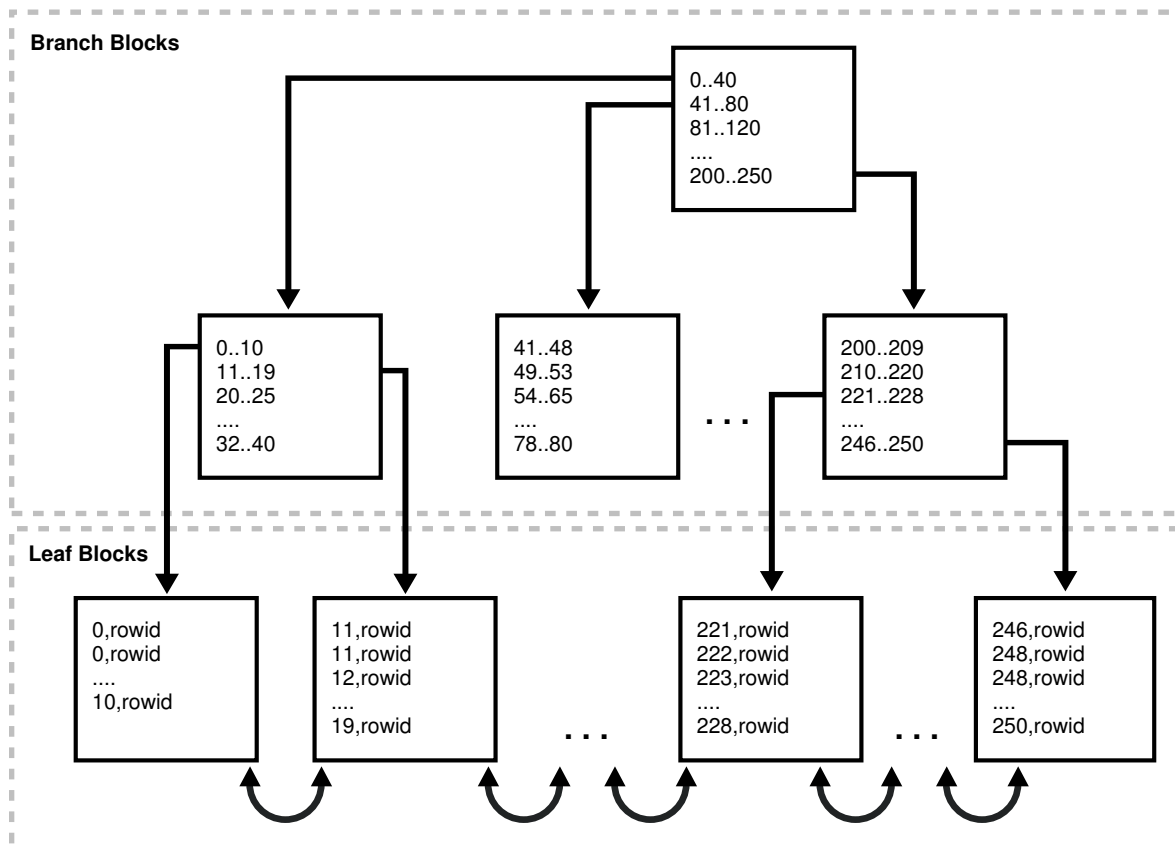 Branch Blocks
0..40
41..80
81..120
....
200..250
0..10
11..19
20..25
....
32..40
41..48
49..53
54..65
....
78..80
. . .
200..209
210..220
221..228
....
246..250
Leaf Blocks
0,rowid
0,rowid
....
10,rowid
11,rowid
11,rowid
12,rowid
....
19,rowid
. . .
221,rowid
222,rowid
223,rowid
....
228,rowid
. . .
246,rowid
248,rowid
248,rowid
....
250,rowid